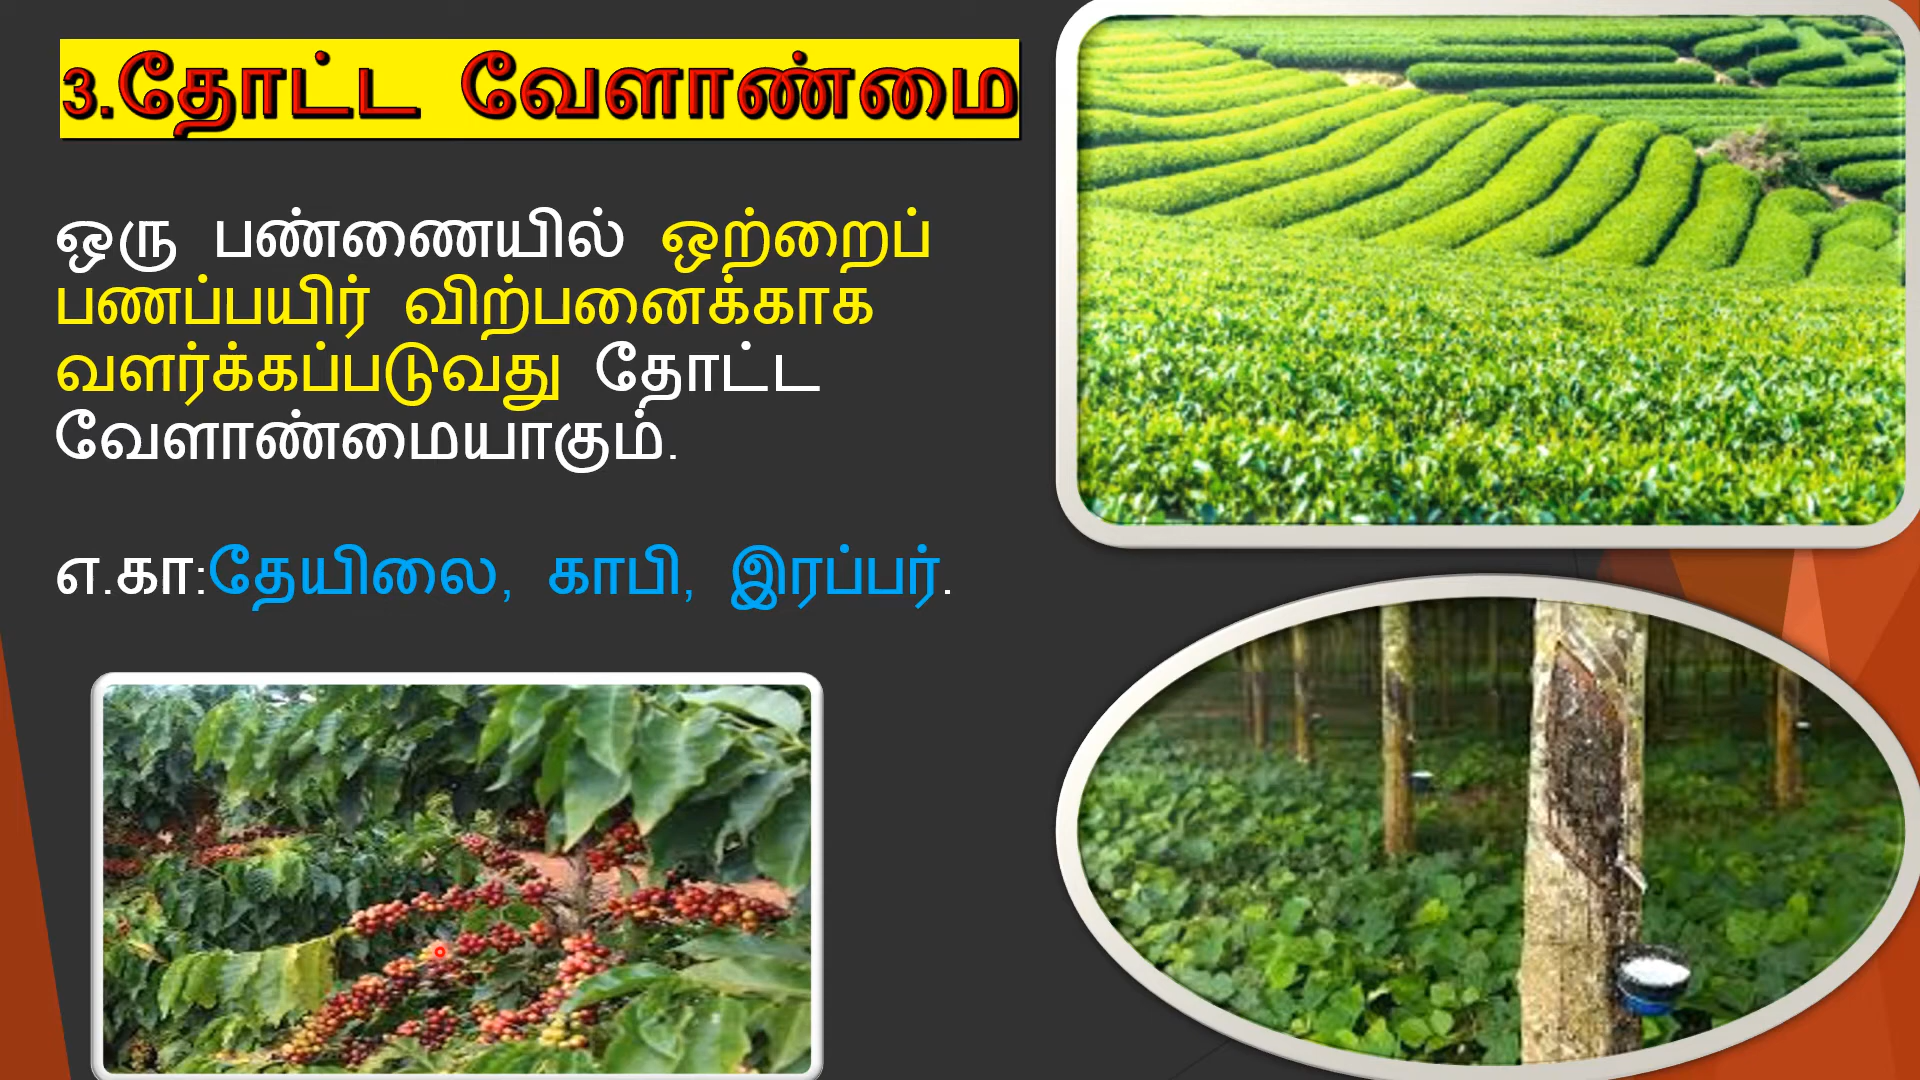 3.தோட்ட வேளாண்மை
ஒரு பண்ணையில் ஒற்றைப்
பணப்பயிர் விற்பனைக்காக
வளர்க்கப்படுவது தோட்ட
வேளாண்மையாகும்.
எ.கா:தேயிலை, காபி, இரப்பர்.